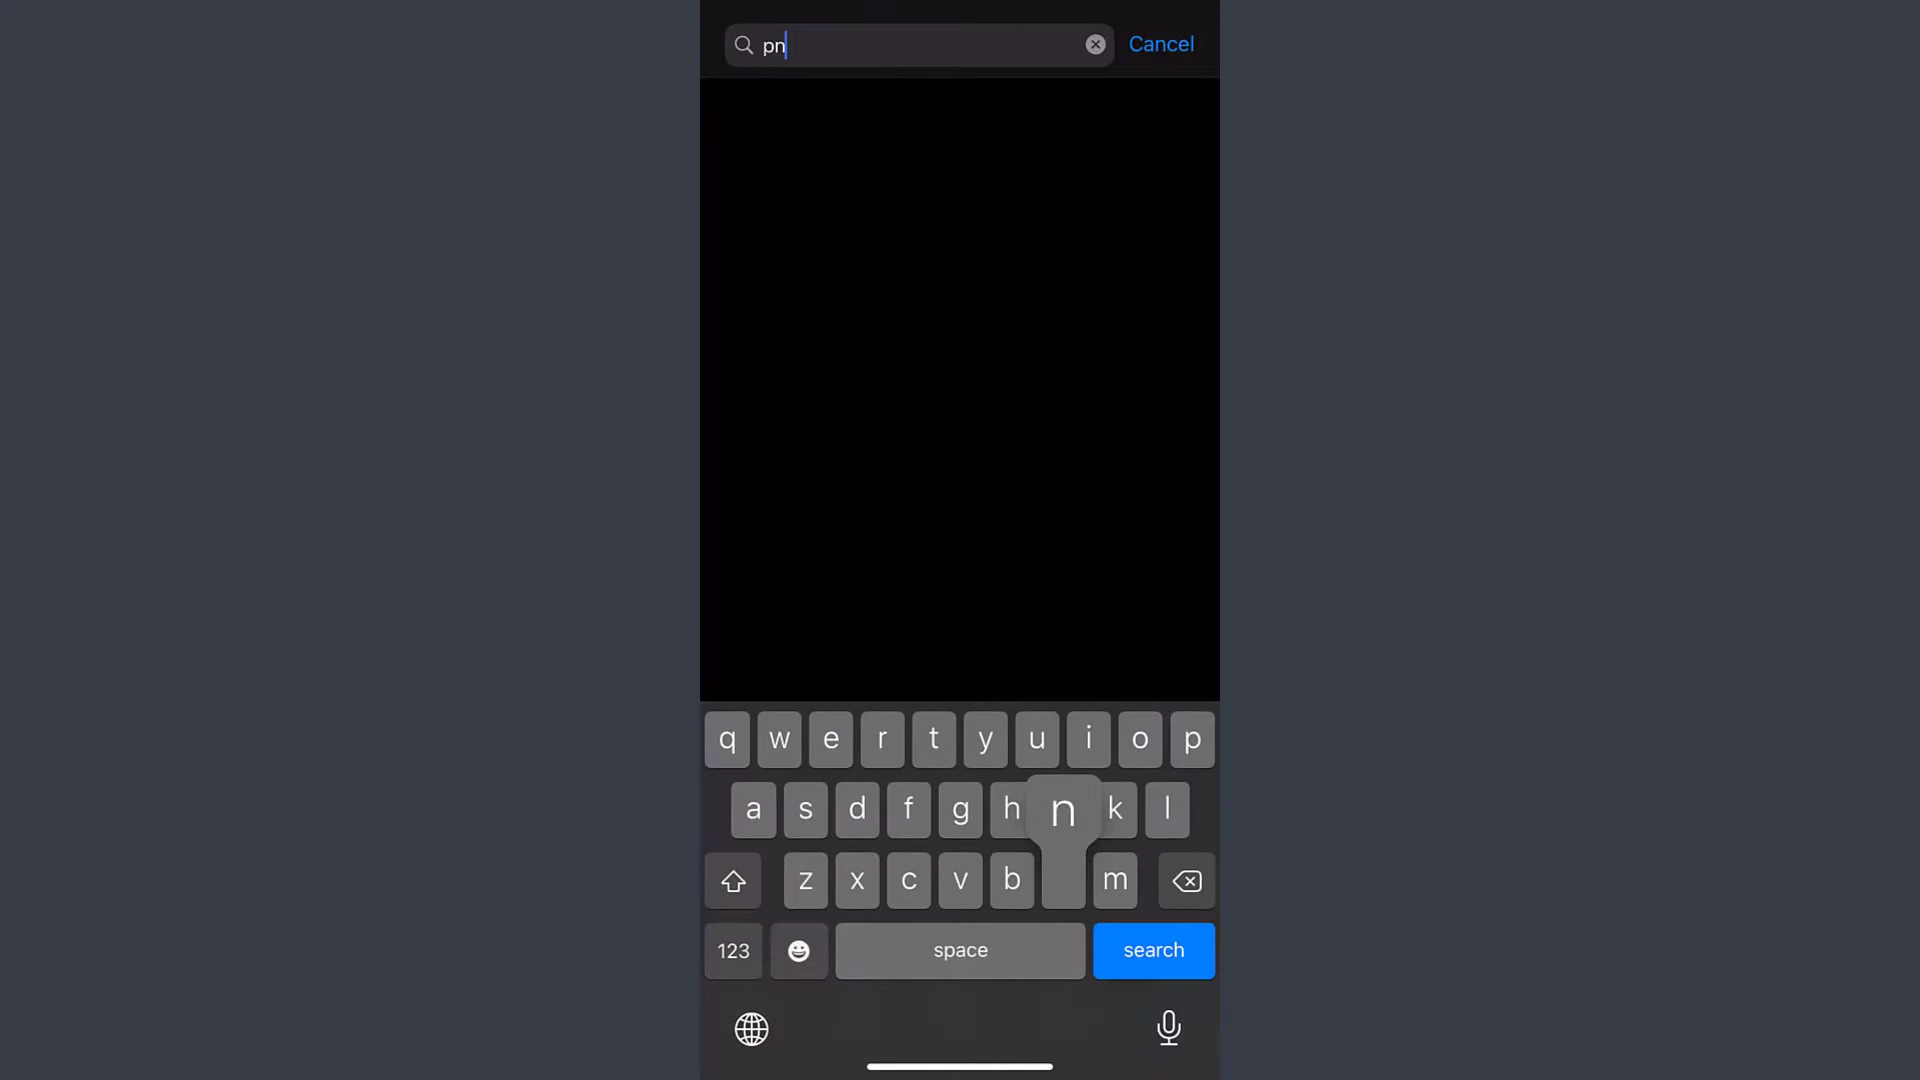 pn Cancel
q w e r t y u i o p
a s d f g h n k l
z x c v b m
123 space search